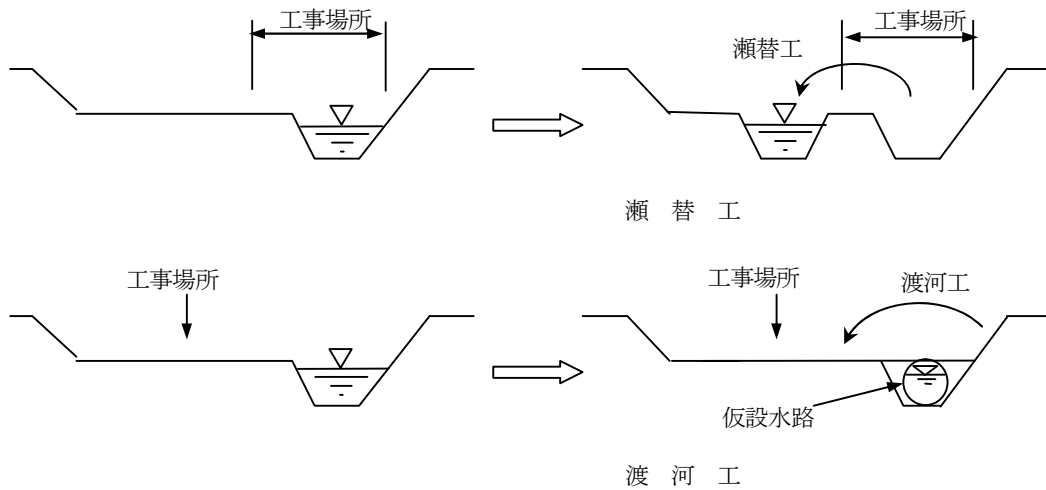 工事場所
工事場所
瀬替工
瀬 替 工
工事場所
工事場所
渡河工
仮設水路
渡 河 工